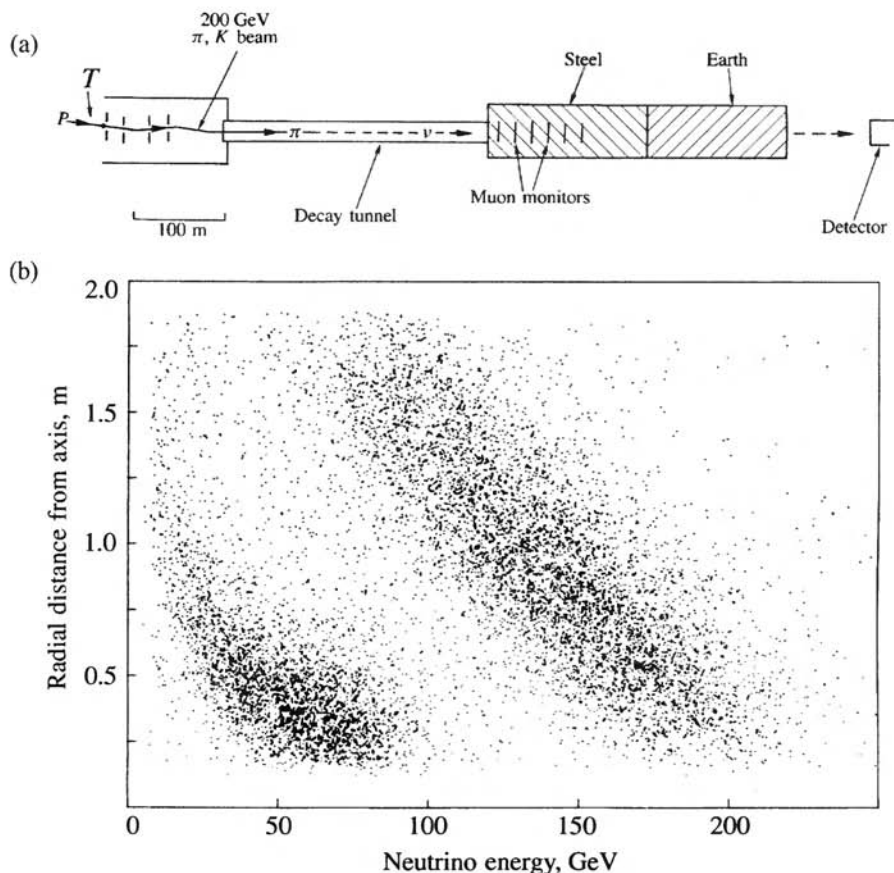 (a)
200 GeV
π, K beam
T
P
Steel
Earth
π
ν
Decay tunnel
Muon monitors
Detector
100 m
(b)
2.0
1.5
1.0
0.5
Radial distance from axis, m
0
50
100
150
200
Neutrino energy, GeV